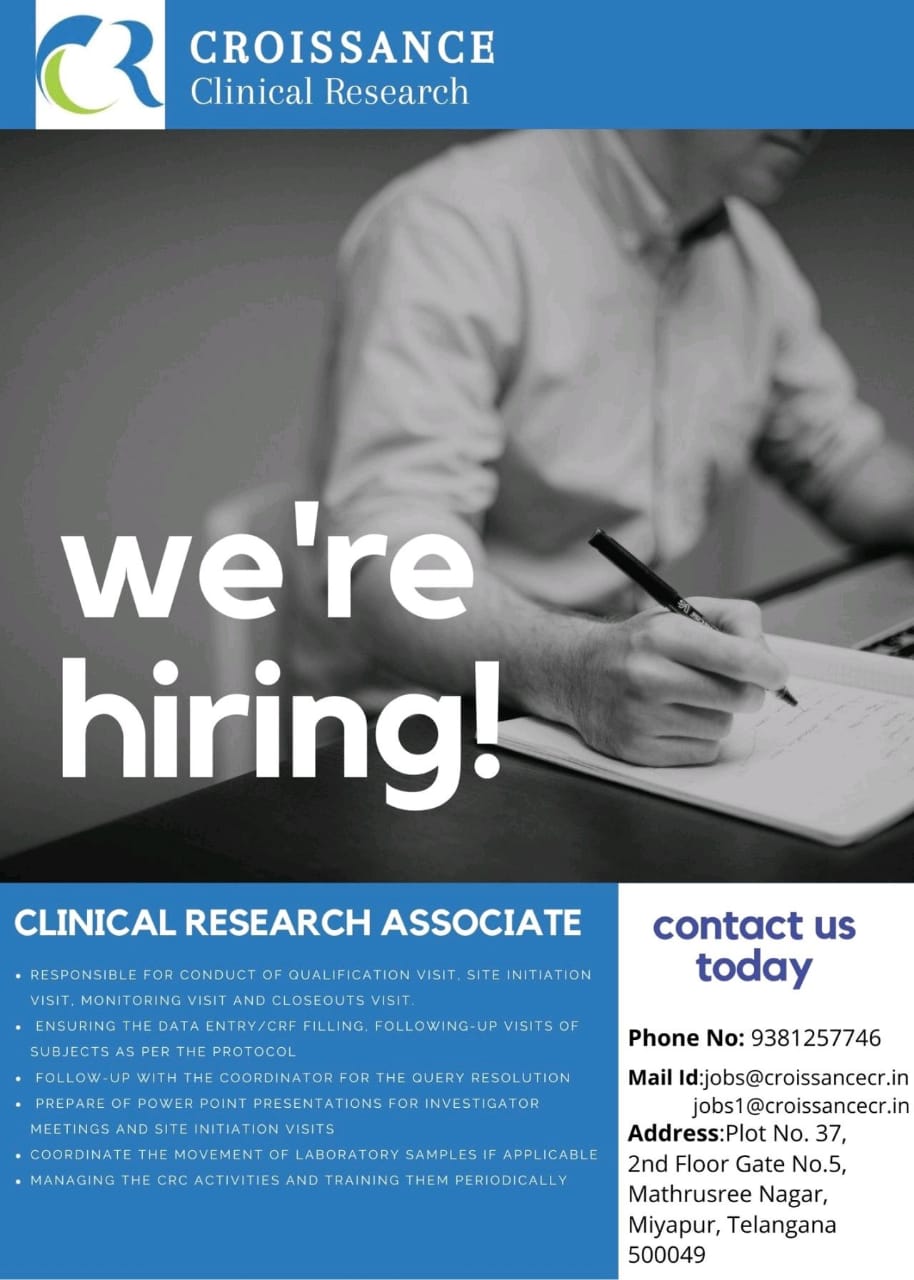 CROISSANCE
Clinical Research
we're
hiring!
CLINICAL RESEARCH ASSOCIATE
• RESPONSIBLE FOR CONDUCT OF QUALIFICATION VISIT, SITE INITIATION
VISIT, MONITORING VISIT AND CLOSEOUTS VISIT.
• ENSURING THE DATA ENTRY/CRF FILLING, FOLLOWING-UP VISITS OF
SUBJECTS AS PER THE PROTOCOL
• FOLLOW-UP WITH THE COORDINATOR FOR THE QUERY RESOLUTION
• PREPARE OF POWER POINT PRESENTATIONS FOR INVESTIGATOR
MEETINGS AND SITE INITIATION VISITS
• COORDINATE THE MOVEMENT OF LABORATORY SAMPLES IF APPLICABLE
• MANAGING THE CRC ACTIVITIES AND TRAINING THEM PERIODICALLY
contact us
today
Phone No: 9381257746
Mail Id:jobs@croissancecr.in
jobs1@croissancecr.in
Address:Plot No. 37,
2nd Floor Gate No.5,
Mathrusree Nagar,
Miyapur, Telangana
500049